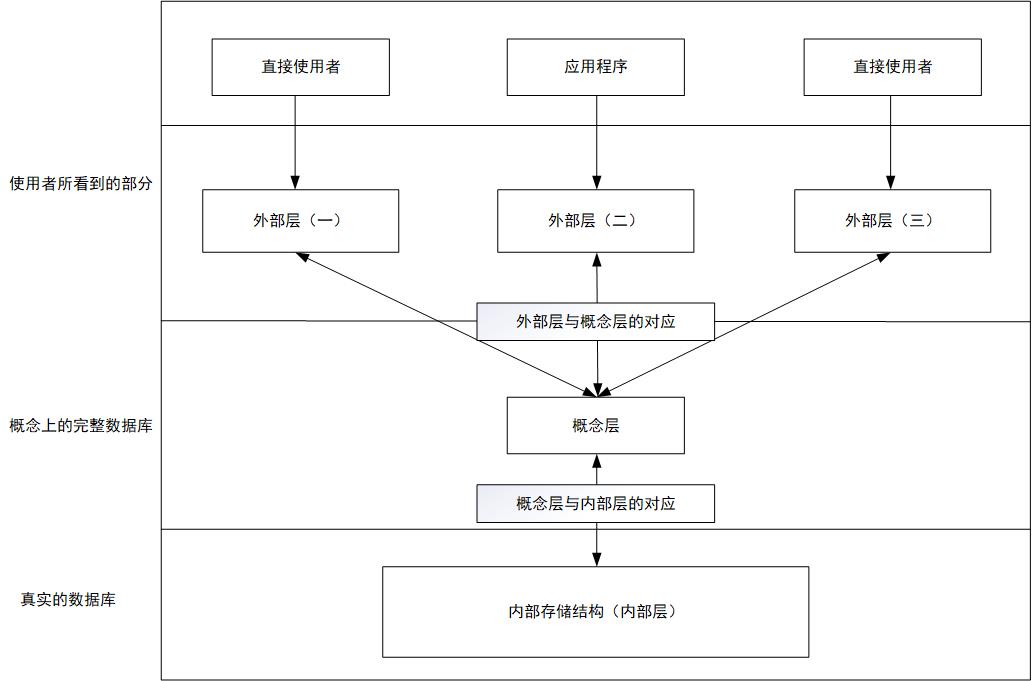 直接使用者
应用程序
直接使用者
使用者所看到的部分
外部层（一）
外部层（二）
外部层（三）
外部层与概念层的对应
概念上的完整数据库
概念层
概念层与内部层的对应
真实的数据库
内部存储结构（内部层）